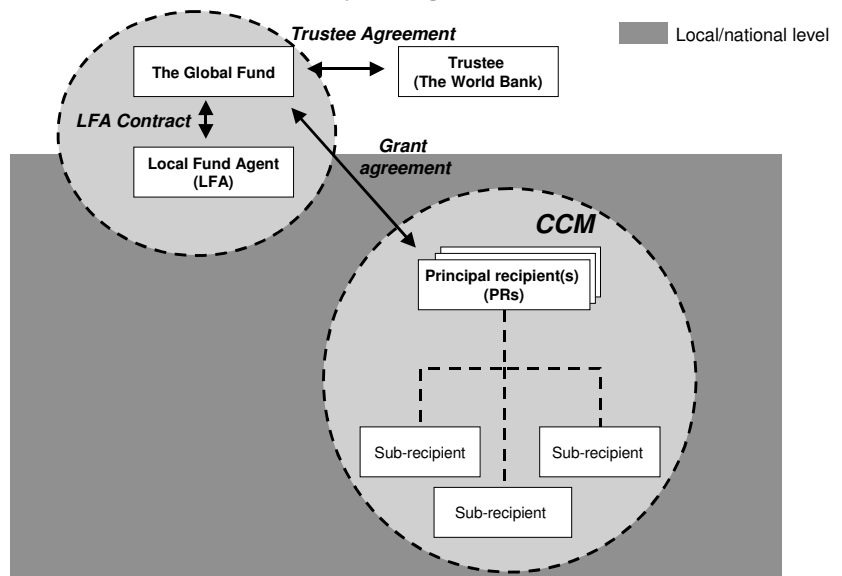 Trustee Agreement
Local/national level
The Global Fund
Trustee
(The World Bank)
LFA Contract
Grant
agreement
Local Fund Agent
(LFA)
CCM
Principal recipient(s)
(PRs)
Sub-recipient
Sub-recipient
Sub-recipient